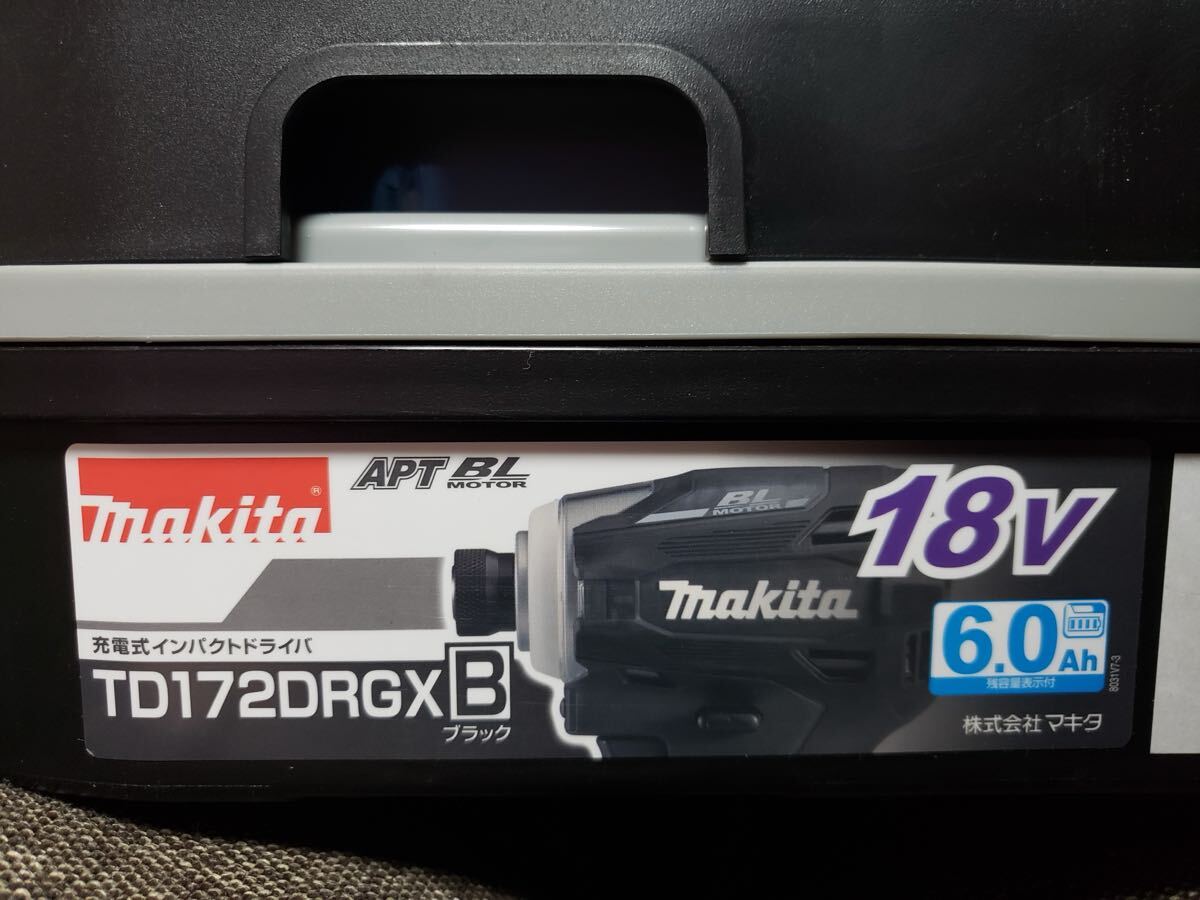 makita®
APT BL
MOTOR
BL
MOTOR
18V
makita
6.0Ah
残容量表示付
充電式インパクトドライバ
TD172DRGX B
ブラック
株式会社 マキタ
8031V7-3